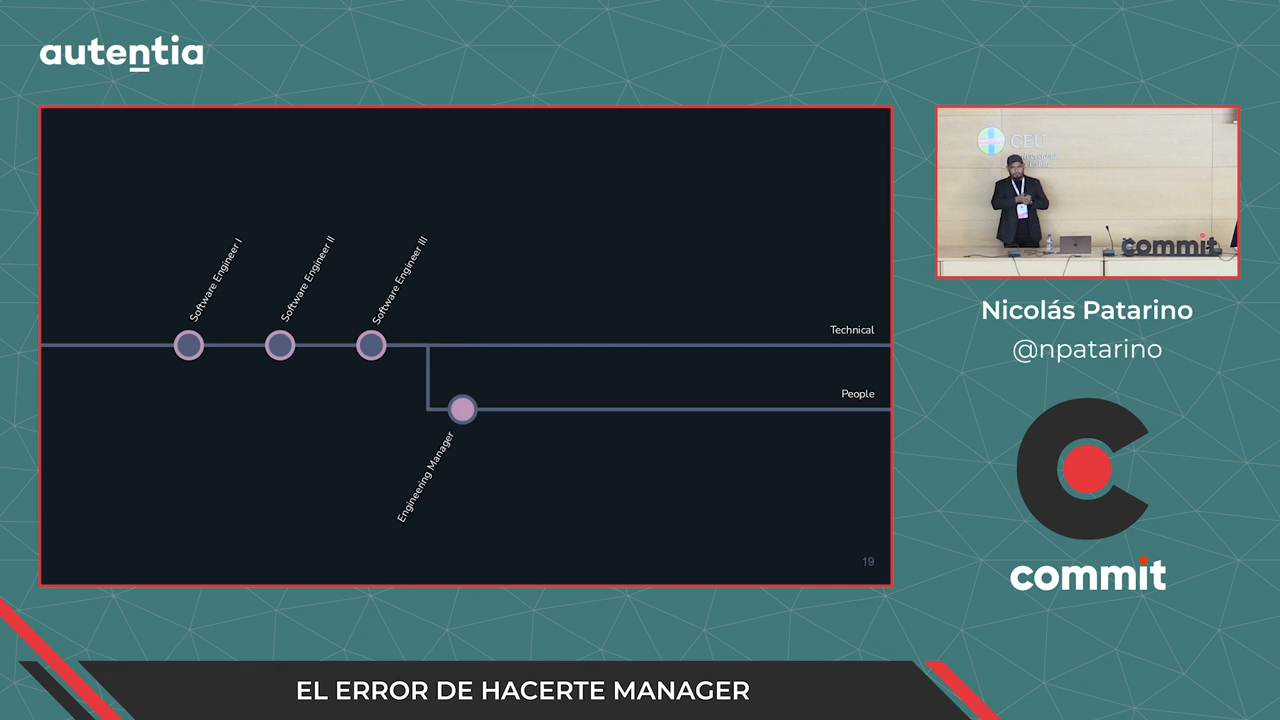 autentia
Software Engineer I
Software Engineer II
Software Engineer III
Technical
People
Engineering Manager
19
CEU
commit
Nicolás Patarino
@npatarino
commit
EL ERROR DE HACERTE MANAGER